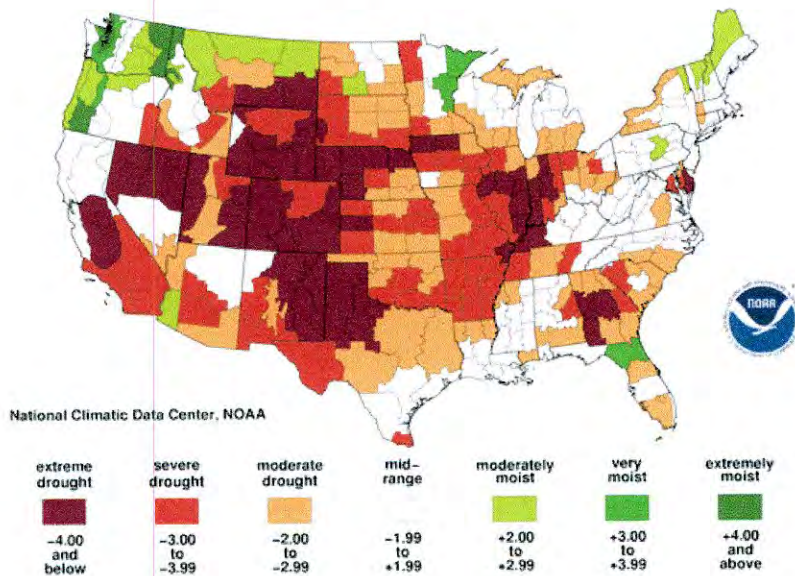 NOAA
National Climatic Data Center, NOAA
extreme drought
severe drought
moderate drought
mid-range
moderately moist
very moist
extremely moist
-4.00 and below
-3.00 to -3.99
-2.00 to -2.99
-1.99 to +1.99
+2.00 to +2.99
+3.00 to +3.99
+4.00 and above